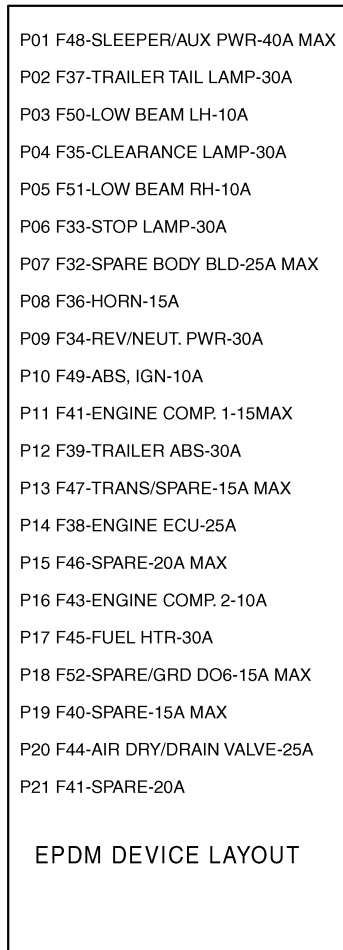 P01 F48-SLEEPER/AUX PWR-40A MAX
P02 F37-TRAILER TAIL LAMP-30A
P03 F50-LOW BEAM LH-10A
P04 F35-CLEARANCE LAMP-30A
P05 F51-LOW BEAM RH-10A
P06 F33-STOP LAMP-30A
P07 F32-SPARE BODY BLD-25A MAX
P08 F36-HORN-15A
P09 F34-REV/NEUT. PWR-30A
P10 F49-ABS, IGN-10A
P11 F41-ENGINE COMP. 1-15MAX
P12 F39-TRAILER ABS-30A
P13 F47-TRANS/SPARE-15A MAX
P14 F38-ENGINE ECU-25A
P15 F46-SPARE-20A MAX
P16 F43-ENGINE COMP. 2-10A
P17 F45-FUEL HTR-30A
P18 F52-SPARE/GRD DO6-15A MAX
P19 F40-SPARE-15A MAX
P20 F44-AIR DRY/DRAIN VALVE-25A
P21 F41-SPARE-20A
EPDM DEVICE LAYOUT